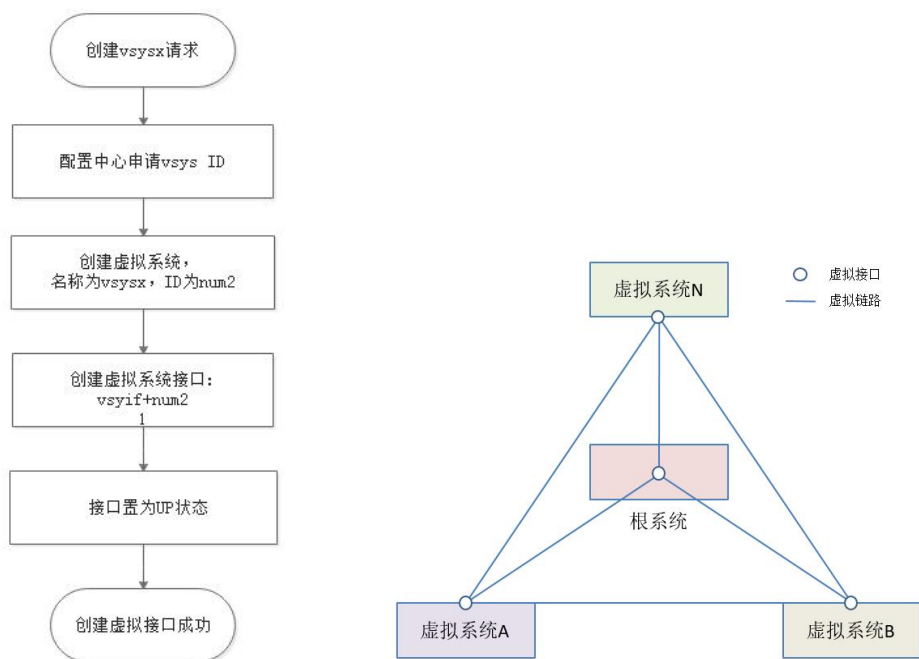 创建vsysx请求
配置中心申请vsys ID
创建虚拟系统，
名称为vsysx，ID为num2
创建虚拟系统接口：
vsyif+num2
1
接口置为UP状态
创建虚拟接口成功
虚拟系统N
虚拟接口
虚拟链路
根系统
虚拟系统A
虚拟系统B